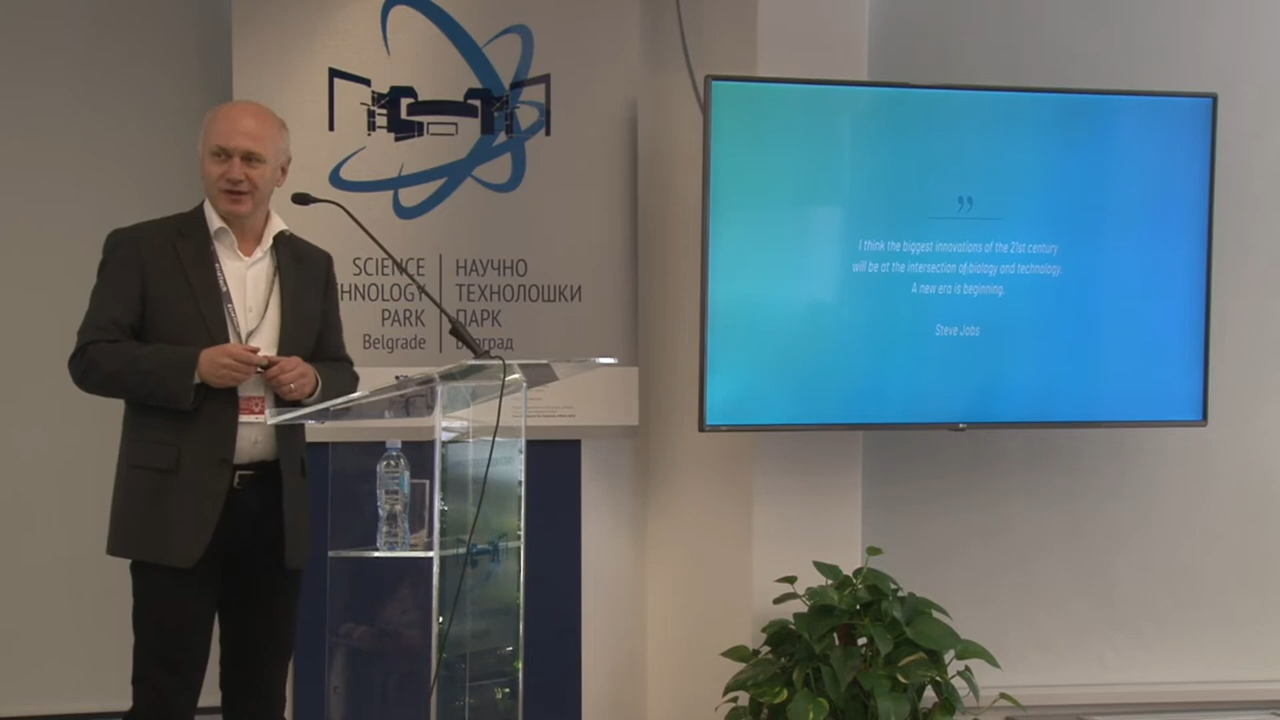 SCIENCE
HNOLOGY
PARK
Belgrade
НАУЧНО
ТЕХНОЛОШКИ
ПАРК
Београд
I think the biggest innovations of the 21st century
will be at the intersection of biology and technology.
A new era is beginning.
Steve Jobs